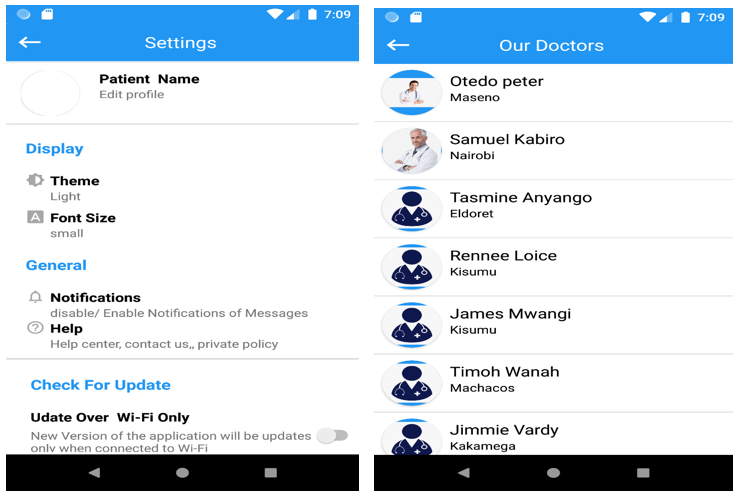 7:09
Settings
Patient Name
Edit profile
Display
Theme
Light
A Font Size
small
General
Notifications
disable/ Enable Notifications of Messages
? Help
Help center, contact us,, private policy
Check For Update
Udate Over Wi-Fi Only
New Version of the application will be updates
only when connected to Wi-Fi
7:09
Our Doctors
Otedo peter
Maseno
Samuel Kabiro
Nairobi
Tasmine Anyango
Eldoret
Rennee Loice
Kisumu
James Mwangi
Kisumu
Timoh Wanah
Machacos
Jimmie Vardy
Kakamega